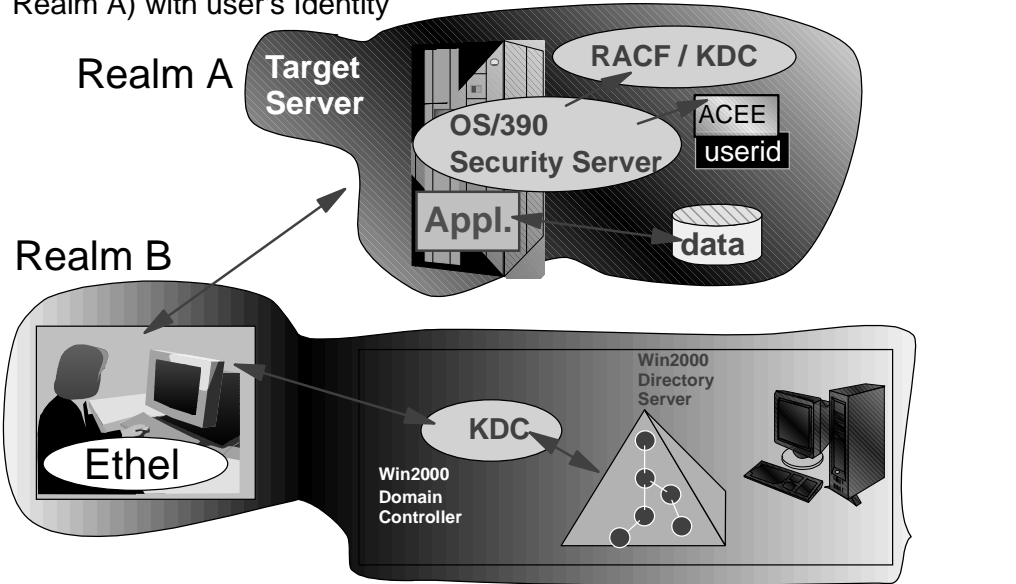 Realm A) with user's Identity
Realm A
Target
Server
RACF / KDC
OS/390
Security Server
ACEE
userid
Appl.
data
Realm B
Ethel
KDC
Win2000
Domain
Controller
Win2000
Directory
Server